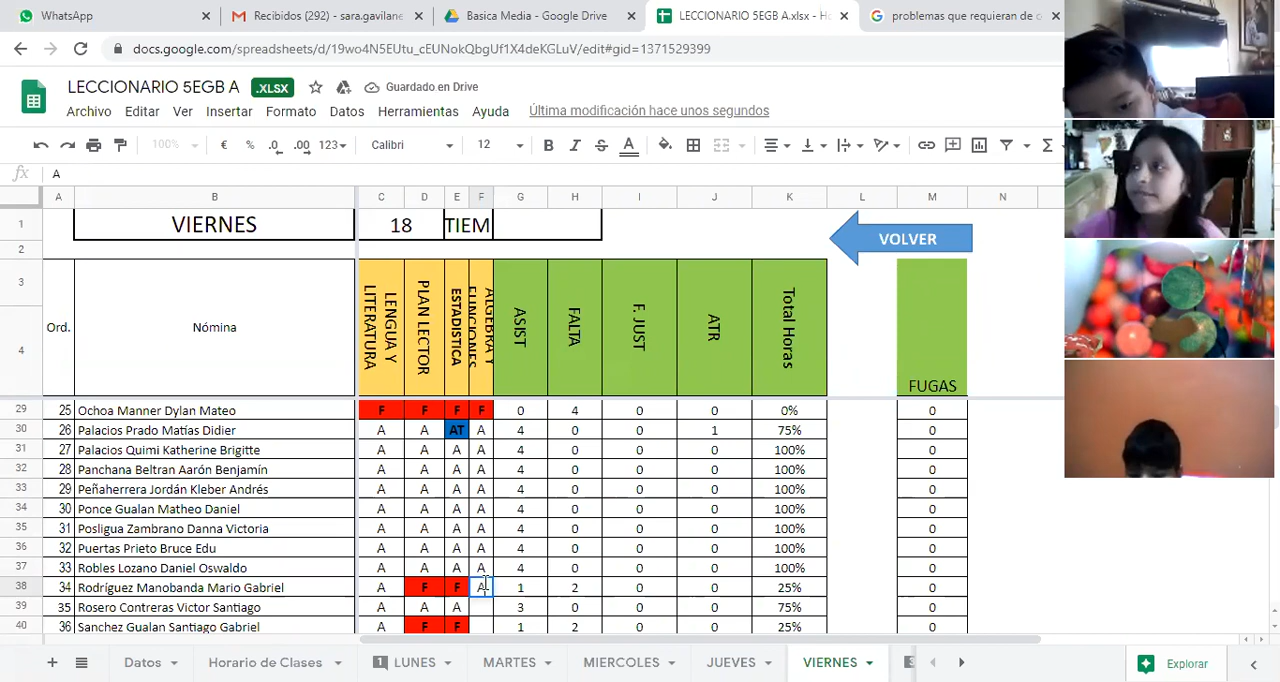 WhatsApp
Recibidos (292) - sara.gavilane
Basica Media - Google Drive
LECCIONARIO 5EGB A.xlsx - Ho
problemas que requieran de co
docs.google.com/spreadsheets/d/19wo4N5EUtu_cEUNokQbgUf1X4deKGLuV/edit#gid=1371529399
LECCIONARIO 5EGB A .XLSX Guardado en Drive
Archivo Editar Ver Insertar Formato Datos Herramientas Ayuda Última modificación hace unos segundos
100% € % .0 .00 123 Calibri 12 B I S A Σ
fx A
A B C D E F G H I J K L M N
1 VIERNES 18 TIEM VOLVER
2
3
4
Ord. Nómina LENGUA Y LITERATURA PLAN LECTOR ESTADISTICA ALGEBRA Y FUNCIONES ASIST FALTA F. JUST ATR Total Horas FUGAS
29 25 Ochoa Manner Dylan Mateo F F F F 0 4 0 0 0% 0
30 26 Palacios Prado Matías Didier A A AT A 4 0 0 1 75% 0
31 27 Palacios Quimi Katherine Brigitte A A A A 4 0 0 0 100% 0
32 28 Panchana Beltran Aarón Benjamín A A A A 4 0 0 0 100% 0
33 29 Peñaherrera Jordán Kleber Andrés A A A A 4 0 0 0 100% 0
34 30 Ponce Gualan Matheo Daniel A A A A 4 0 0 0 100% 0
35 31 Posligua Zambrano Danna Victoria A A A A 4 0 0 0 100% 0
36 32 Puertas Prieto Bruce Edu A A A A 4 0 0 0 100% 0
37 33 Robles Lozano Daniel Oswaldo A A A A 4 0 0 0 100% 0
38 34 Rodríguez Manobanda Mario Gabriel A F F A 1 2 0 0 25% 0
39 35 Rosero Contreras Victor Santiago A A A 3 0 0 0 75% 0
40 36 Sanchez Gualan Santiago Gabriel A F F 1 2 0 0 25% 0
Datos Horario de Clases 1 LUNES MARTES MIERCOLES JUEVES VIERNES Explorar